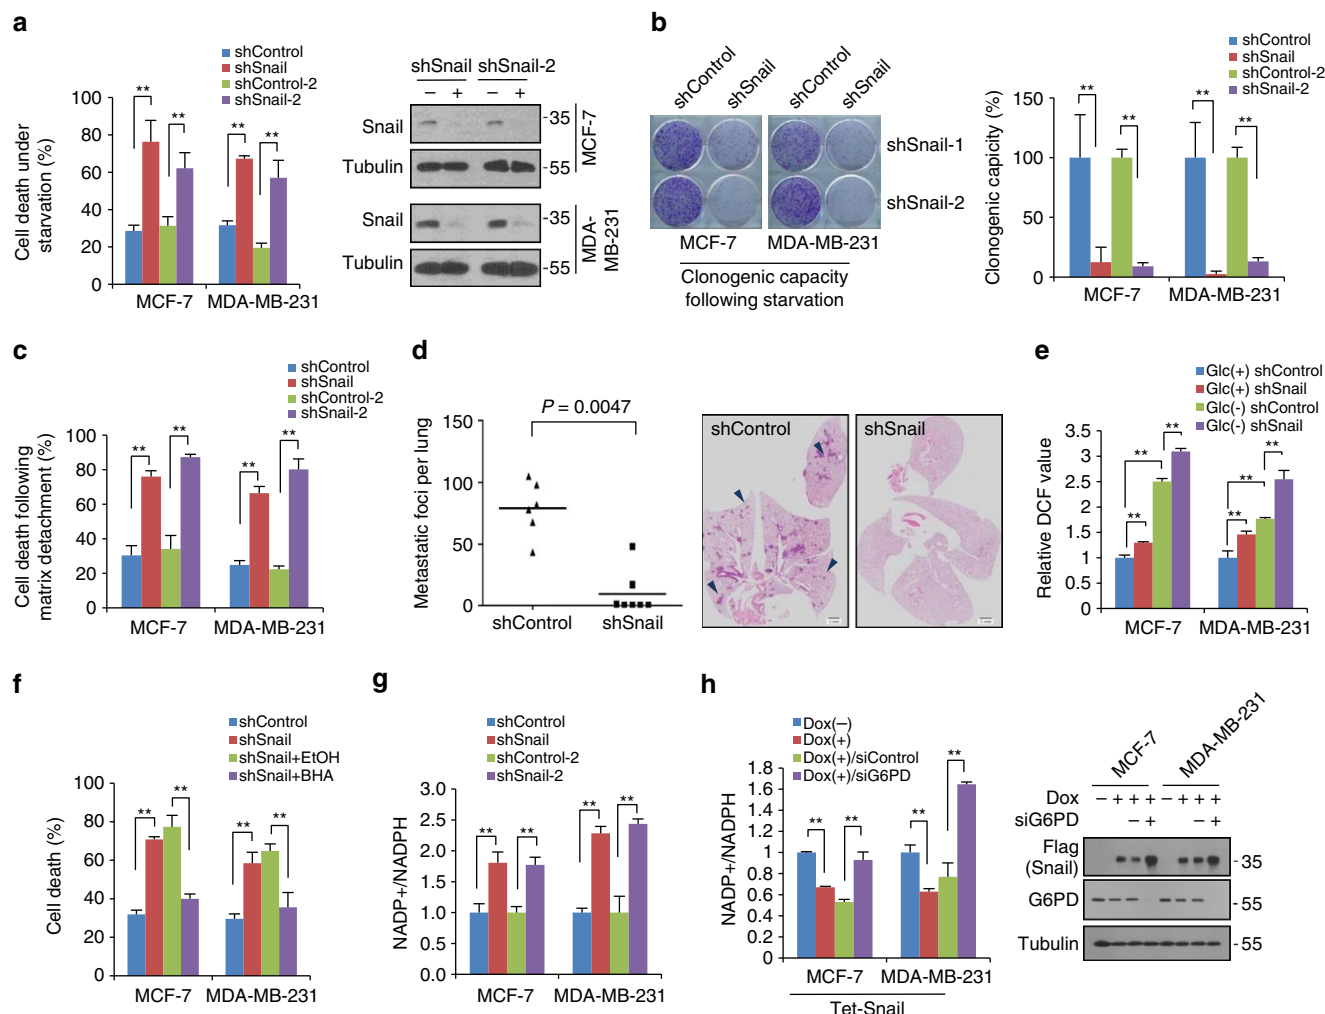 a
shControl
shSnail
shControl-2
shSnail-2
Cell death under
starvation (%)
100
80
60
40
20
0
**
**
**
**
MCF-7
MDA-MB-231
shSnail shSnail-2
– + – +
Snail
Tubulin
-35
-55
MCF-7
Snail
Tubulin
-35
-55
MDA-
MB-231
b
shControl
shSnail
shControl
shSnail
shSnail-1
shSnail-2
MCF-7
MDA-MB-231
Clonogenic capacity
following starvation
shControl
shSnail
shControl-2
shSnail-2
Clonogenic capicity (%)
150
100
50
0
**
**
**
**
MCF-7
MDA-MB-231
c
shControl
shSnail
shControl-2
shSnail-2
Cell death following
matrix detachment (%)
100
80
60
40
20
0
**
**
**
**
MCF-7
MDA-MB-231
d
P = 0.0047
Metastatic foci per lung
150
100
50
0
shControl
shSnail
shControl
shSnail
e
Glc(+) shControl
Glc(+) shSnail
Glc(-) shControl
Glc(-) shSnail
Relative DCF value
3.5
3
2.5
2
1.5
1
0.5
0
**
**
**
**
**
**
MCF-7
MDA-MB-231
f
shControl
shSnail
shSnail+EtOH
shSnail+BHA
Cell death (%)
100
80
60
40
20
0
**
**
**
**
MCF-7
MDA-MB-231
g
shControl
shSnail
shControl-2
shSnail-2
NADP+/NADPH
3.0
2.5
2.0
1.5
1.0
0.5
0.0
**
**
**
**
MCF-7
MDA-MB-231
h
Dox(–)
Dox(+)
Dox(+)/siControl
Dox(+)/siG6PD
NADP+/NADPH
1.8
1.6
1.4
1.2
1
0.8
0.6
0.4
0.2
0
**
**
**
**
MCF-7
MDA-MB-231
Tet-Snail
MCF-7
MDA-MB-231
Dox – + + + – + + +
siG6PD – + – +
Flag
(Snail)
-35
G6PD
-55
Tubulin
-55